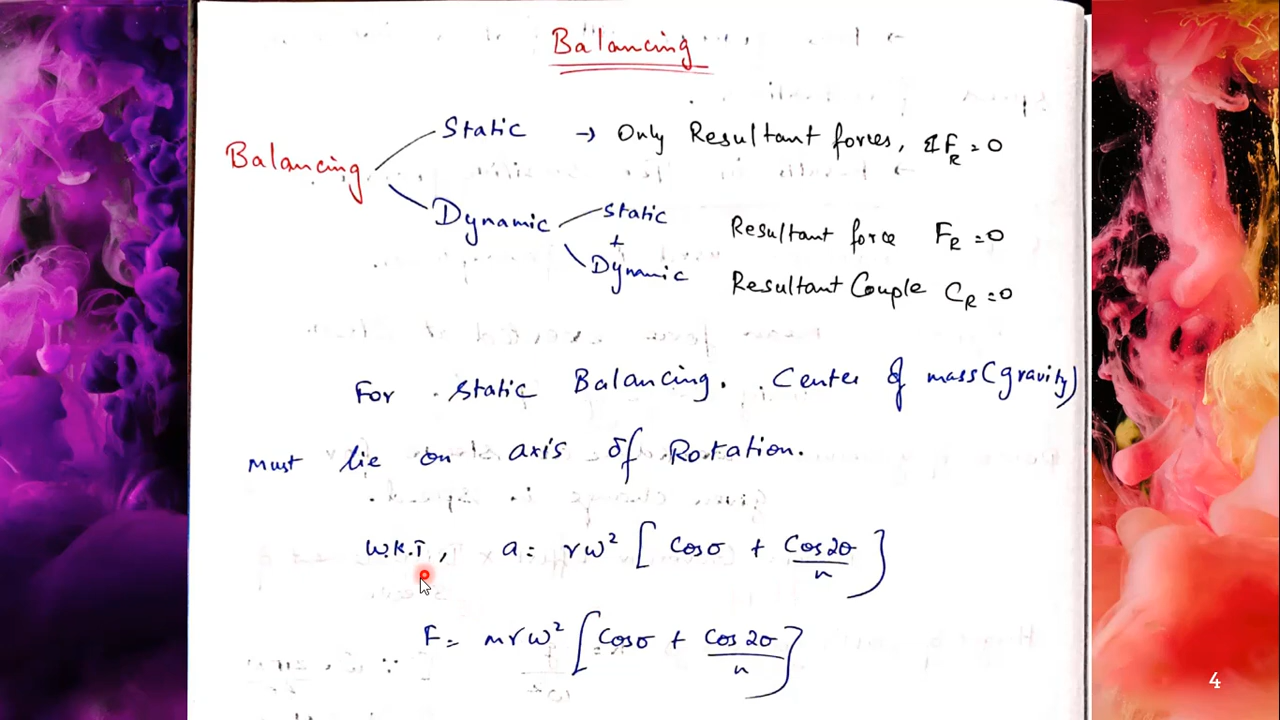 Balancing
Balancing
Static → Only Resultant forces, Σ F_R = 0
Dynamic
Static
+
Dynamic
Resultant force F_R = 0
Resultant Couple C_R = 0
For Static Balancing. Center of mass (gravity)
Must lie on axis of Rotation.
W.K.T, a = rω² [ Cosθ + Cos2θ/n ]
F = mrω² [ Cosθ + Cos2θ/n ]
4